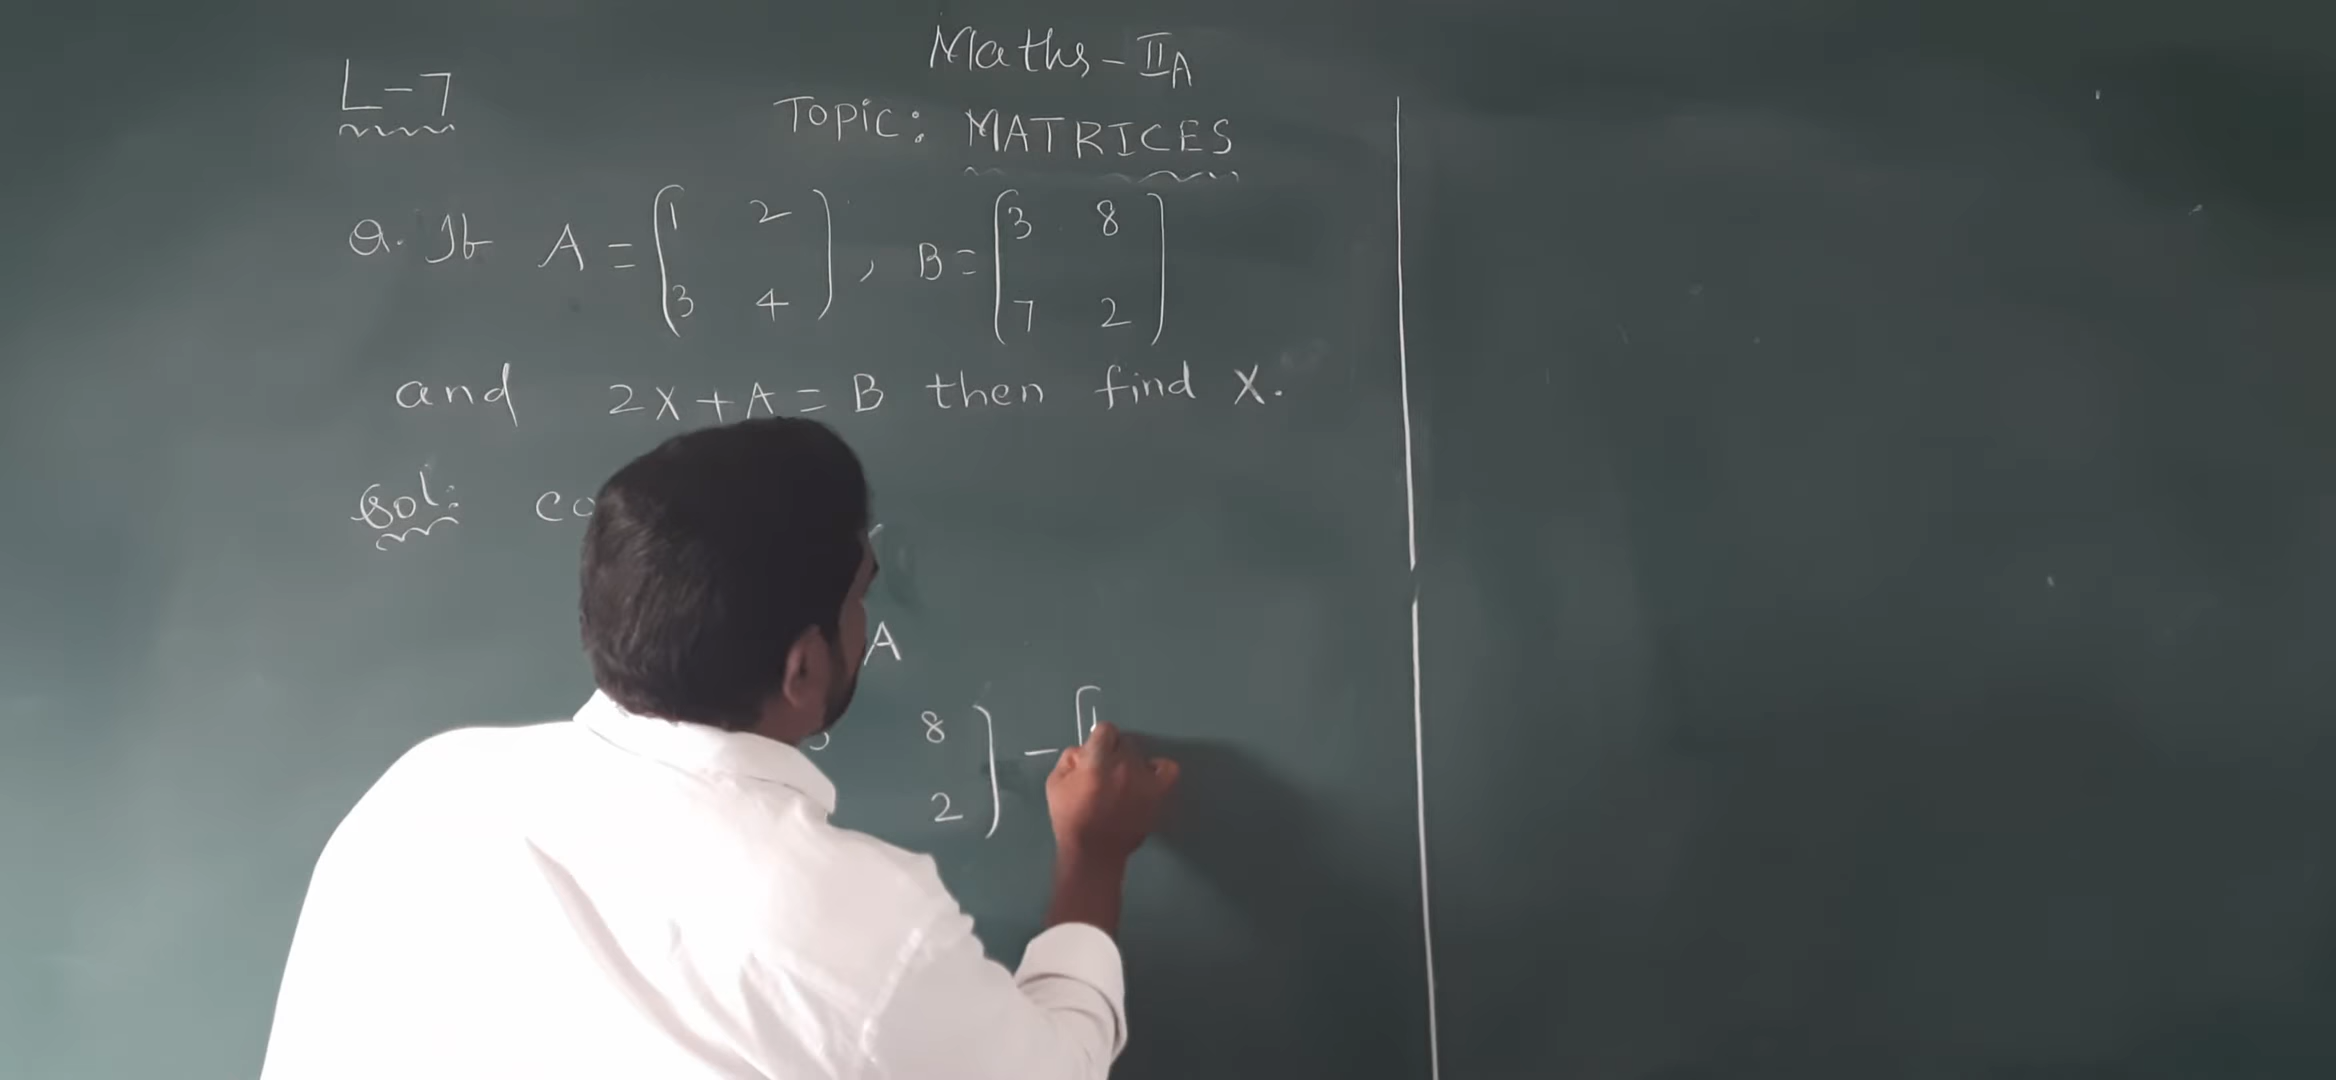 Maths - IIA
L-7
Topic: MATRICES
Q. If A = [1 2 3 4], B = [3 8 7 2]
and 2X + A = B then find X.
Sol:
A
8 ] - [1
2